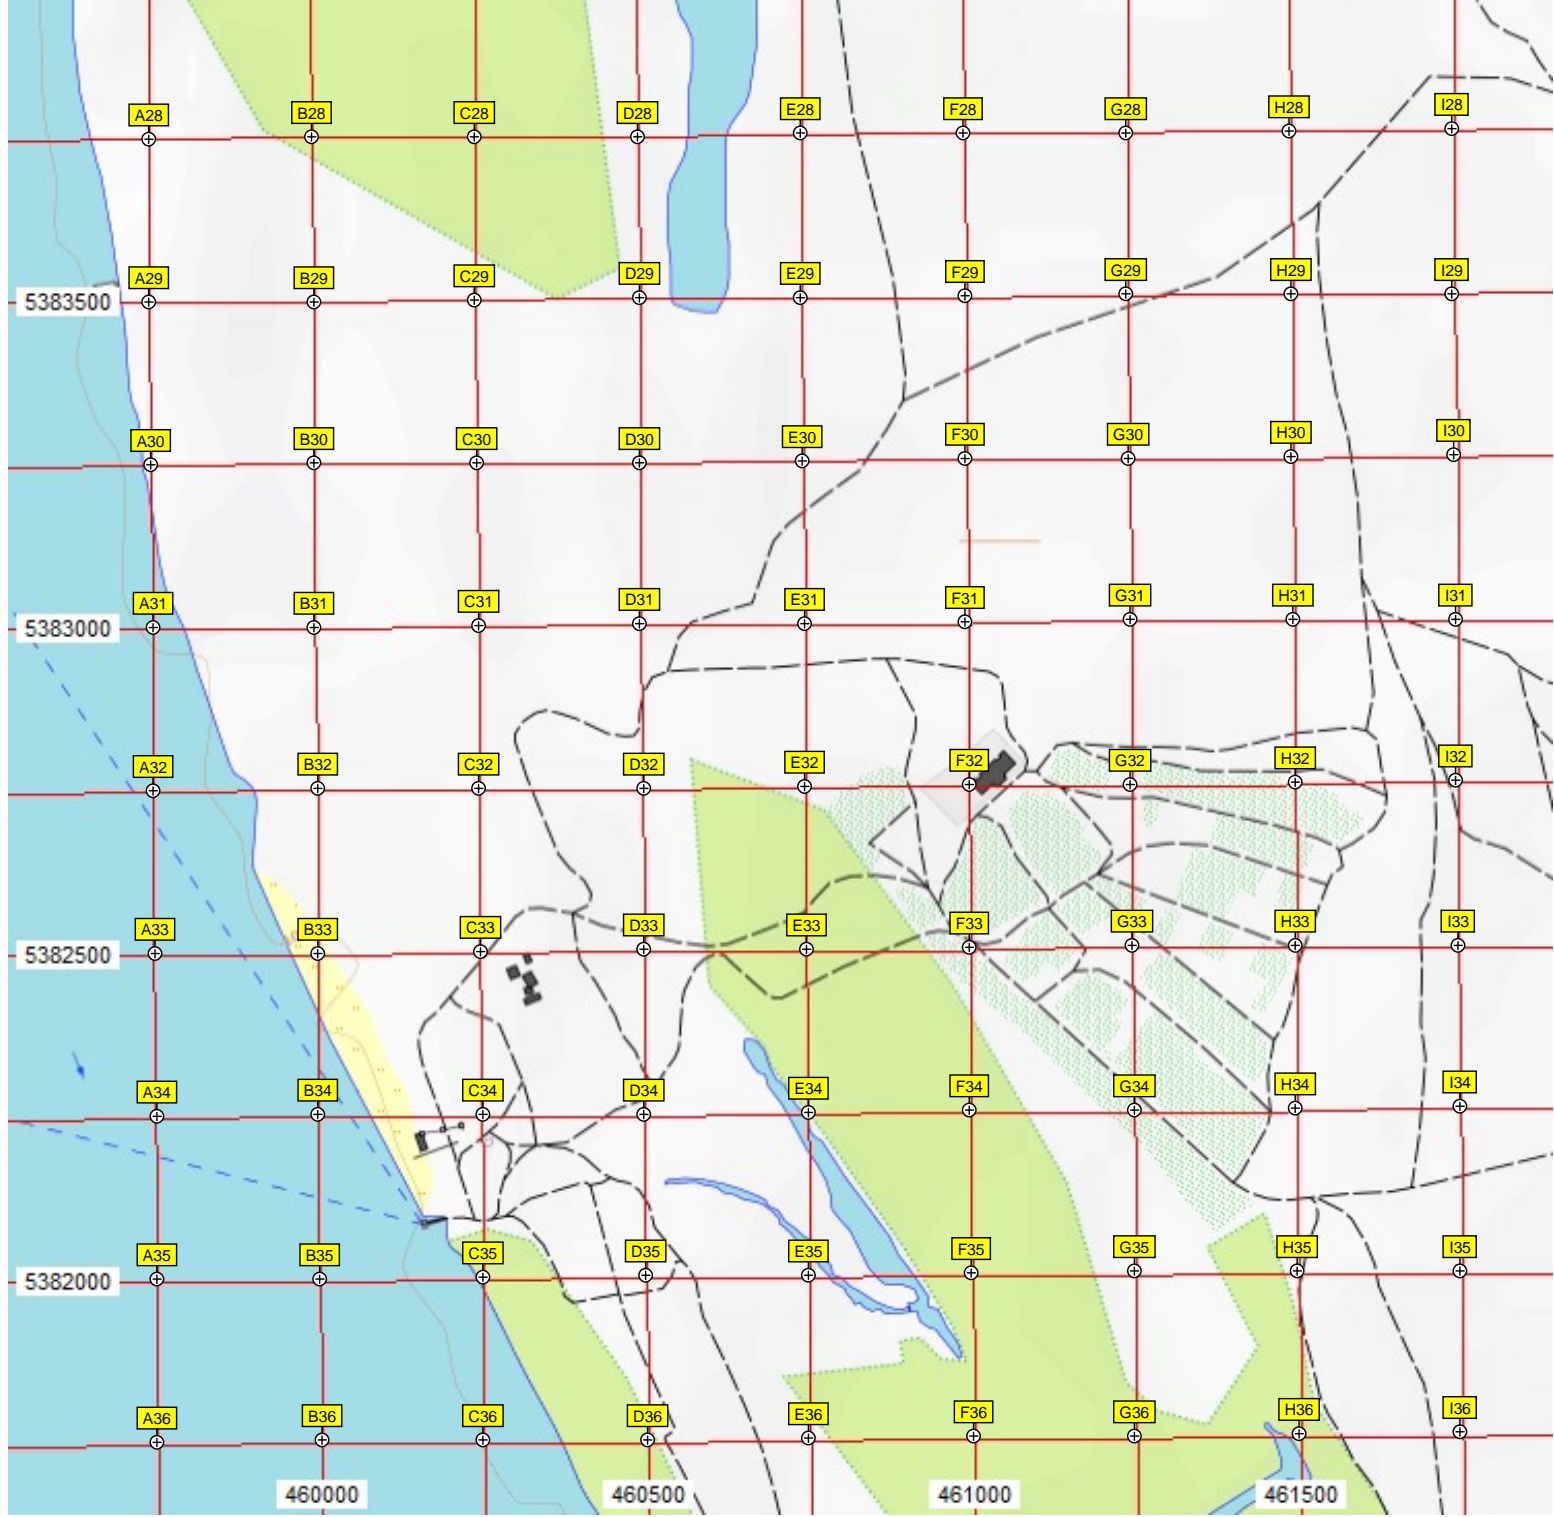 A28 B28 C28 D28 E28 F28 G28 H28 I28
A29 B29 C29 D29 E29 F29 G29 H29 I29
5383500
A30 B30 C30 D30 E30 F30 G30 H30 I30
A31 B31 C31 D31 E31 F31 G31 H31 I31
5383000
A32 B32 C32 D32 E32 F32 G32 H32 I32
A33 B33 C33 D33 E33 F33 G33 H33 I33
5382500
A34 B34 C34 D34 E34 F34 G34 H34 I34
A35 B35 C35 D35 E35 F35 G35 H35 I35
5382000
A36 B36 C36 D36 E36 F36 G36 H36 I36
460000 460500 461000 461500